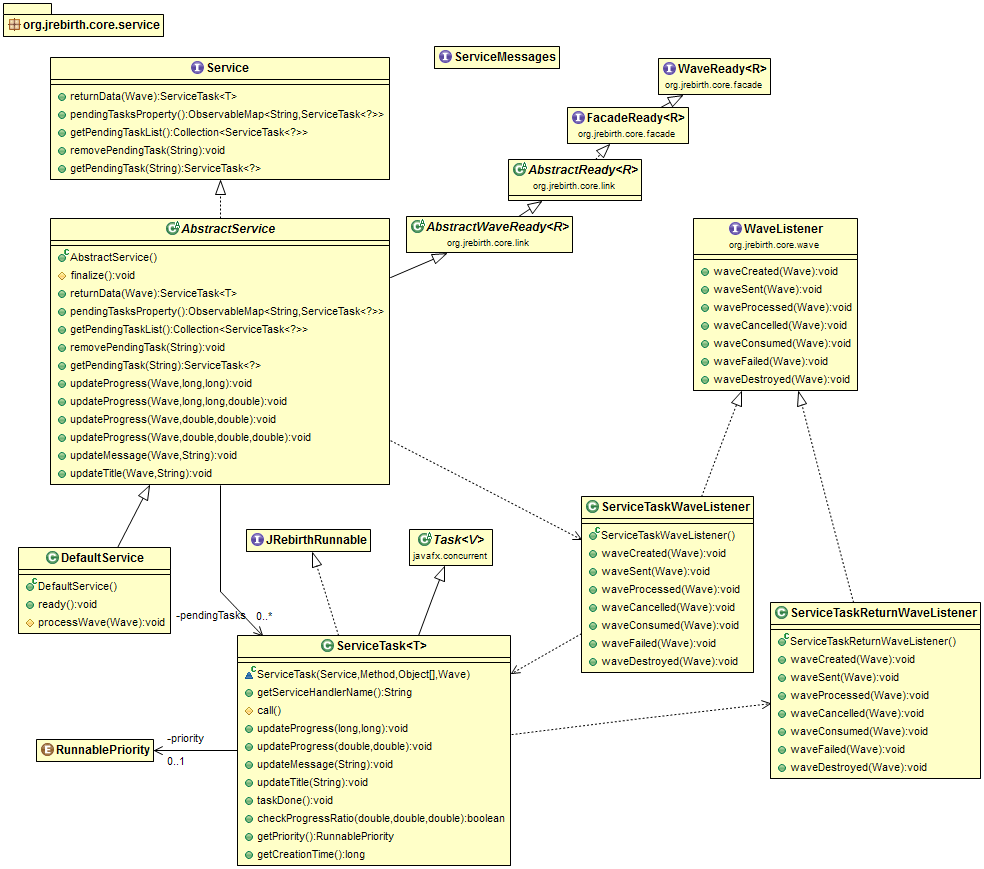 org.jrebirth.core.service
Service
returnData(Wave):ServiceTask<T>
pendingTasksProperty():ObservableMap<String,ServiceTask<?>>
getPendingTaskList():Collection<ServiceTask<?>>
removePendingTask(String):void
getPendingTask(String):ServiceTask<?>
ServiceMessages
WaveReady<R>
org.jrebirth.core.facade
FacadeReady<R>
org.jrebirth.core.facade
AbstractReady<R>
org.jrebirth.core.link
AbstractWaveReady<R>
org.jrebirth.core.link
AbstractService
AbstractService()
finalize():void
returnData(Wave):ServiceTask<T>
pendingTasksProperty():ObservableMap<String,ServiceTask<?>>
getPendingTaskList():Collection<ServiceTask<?>>
removePendingTask(String):void
getPendingTask(String):ServiceTask<?>
updateProgress(Wave,long,long):void
updateProgress(Wave,long,long,double):void
updateProgress(Wave,double,double):void
updateProgress(Wave,double,double,double):void
updateMessage(Wave,String):void
updateTitle(Wave,String):void
WaveListener
org.jrebirth.core.wave
waveCreated(Wave):void
waveSent(Wave):void
waveProcessed(Wave):void
waveCancelled(Wave):void
waveConsumed(Wave):void
waveFailed(Wave):void
waveDestroyed(Wave):void
DefaultService
DefaultService()
ready():void
processWave(Wave):void
JRebirthRunnable
Task<V>
javafx.concurrent
ServiceTaskWaveListener
ServiceTaskWaveListener()
waveCreated(Wave):void
waveSent(Wave):void
waveProcessed(Wave):void
waveCancelled(Wave):void
waveConsumed(Wave):void
waveFailed(Wave):void
waveDestroyed(Wave):void
ServiceTaskReturnWaveListener
ServiceTaskReturnWaveListener()
waveCreated(Wave):void
waveSent(Wave):void
waveProcessed(Wave):void
waveCancelled(Wave):void
waveConsumed(Wave):void
waveFailed(Wave):void
waveDestroyed(Wave):void
-pendingTasks 0..*
ServiceTask<T>
ServiceTask(Service,Method,Object[],Wave)
getServiceHandlerName():String
call()
updateProgress(long,long):void
updateProgress(double,double):void
updateMessage(String):void
updateTitle(String):void
taskDone():void
checkProgressRatio(double,double,double):boolean
getPriority():RunnablePriority
getCreationTime():long
-priority
0..1
RunnablePriority